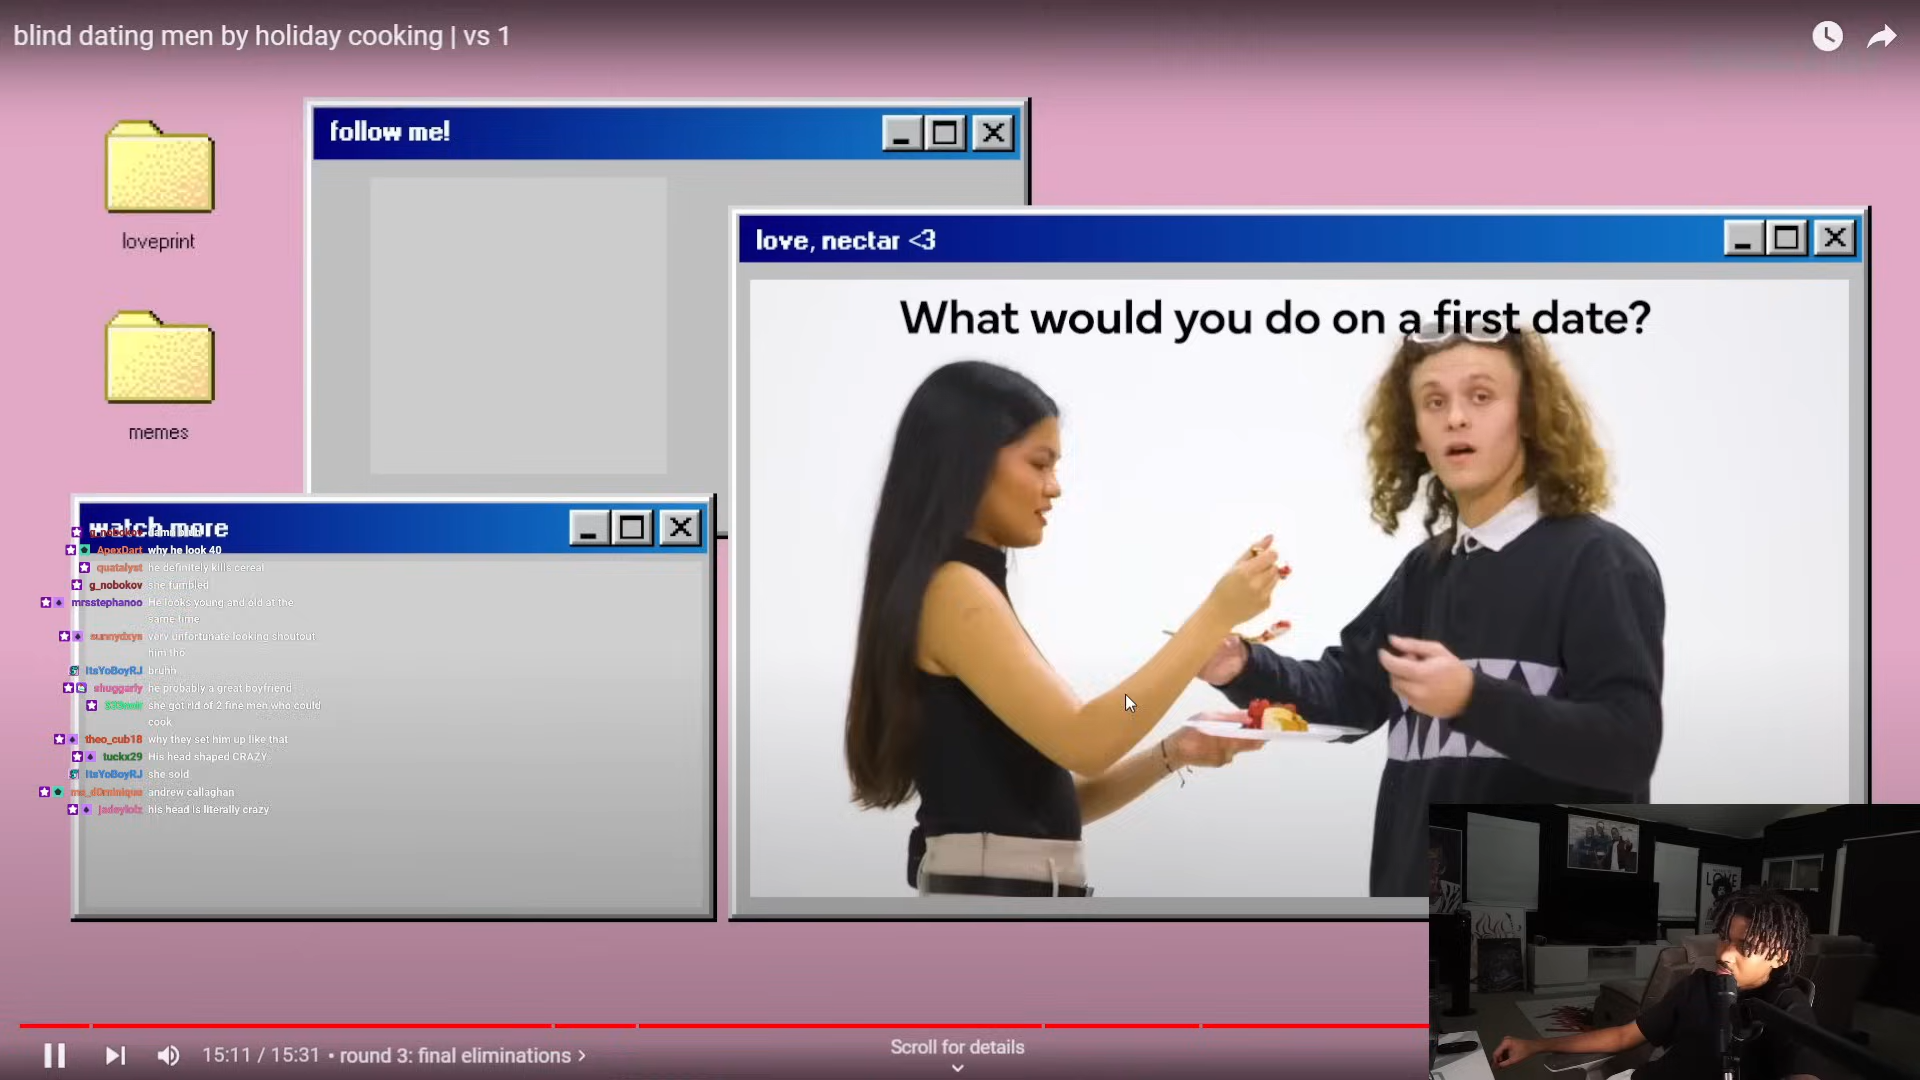 blind dating men by holiday cooking | vs 1
follow me!
loveprint
love, nectar <3
What would you do on a first date?
memes
watch more
g_nobokov
ApexDart why he look 40
quatalyst he definitely kills cereal
g_nobokov she fumbled
mrsstephanoo He looks young and old at the
same time
sunnydxys very unfortunate looking shoutout
him tho
ItsYoBoyRJ bruhh
shuggarly he probably a great boyfriend
she got rid of 2 fine men who could
cook
theo_cub18 why they set him up like that
tuckx29 His head shaped CRAZY
ItsYoBoyRJ she sold
andrew callaghan
his head is literally crazy
LOVE
15:11 / 15:31 • round 3: final eliminations >
Scroll for details